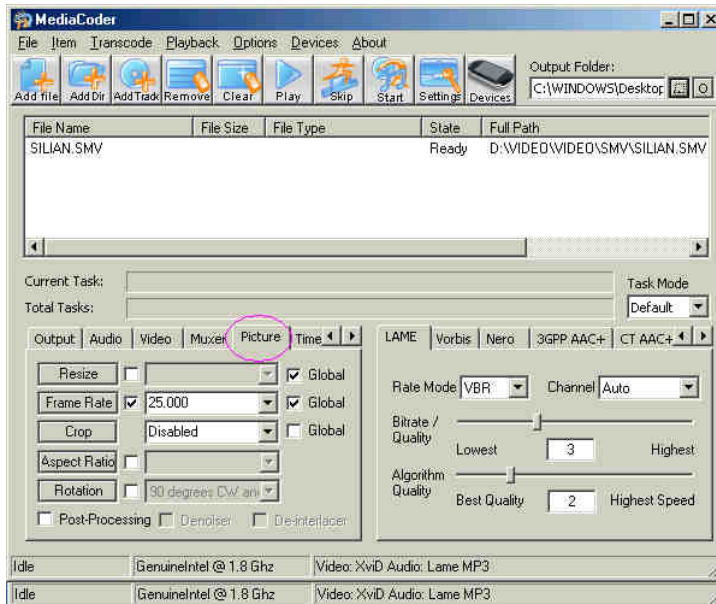 MediaCoder
File Item Transcode Playback Options Devices About
Add file Add Dir Add Track Remove Clear Play Skip Start Settings Devices
Output Folder:
C:\WINDOWS\Desktop
File Name File Size File Type State Full Path
SILIAN.SMV Ready D:\VIDEO\VIDEO\SMV\SILIAN.SMV
Current Task:
Total Tasks:
Task Mode
Default
Output Audio Video Muxer Picture Time
Resize Global
Frame Rate 25.000 Global
Crop Disabled Global
Aspect Ratio
Rotation 90 degrees CW an
Post-Processing Denoiser De-interlacer
LAME Vorbis Nero 3GPP AAC+ CT AAC+
Rate Mode VBR Channel Auto
Bitrate / Quality
Lowest 3 Highest
Algorithm Quality
Best Quality 2 Highest Speed
Idle GenuineIntel @ 1.8 Ghz Video: XviD Audio: Lame MP3
Idle GenuineIntel @ 1.8 Ghz Video: XviD Audio: Lame MP3